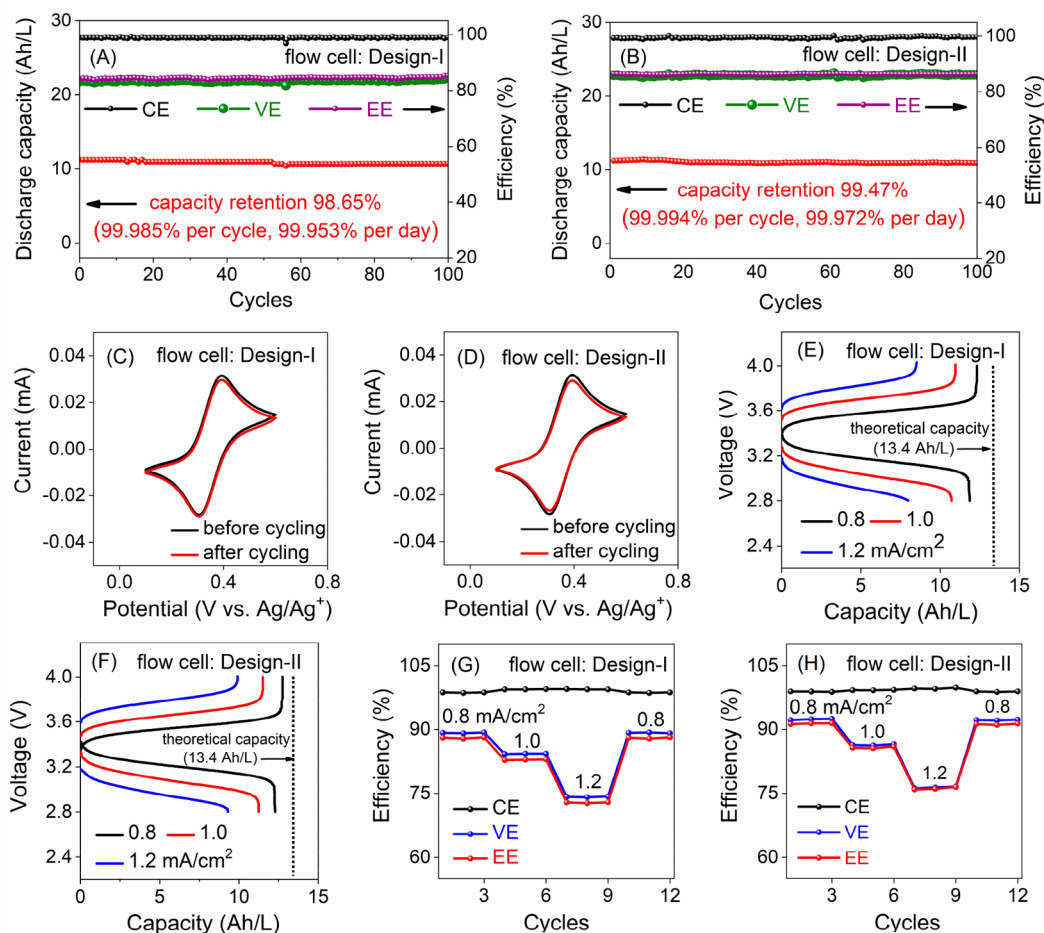 (A)
flow cell: Design-I
CE VE EE
capacity retention 98.65%
(99.985% per cycle, 99.953% per day)
Discharge capacity (Ah/L)
30
20
10
0
Efficiency (%)
100
80
60
40
20
0 20 40 60 80 100
Cycles
(B)
flow cell: Design-II
CE VE EE
capacity retention 99.47%
(99.994% per cycle, 99.972% per day)
Discharge capacity (Ah/L)
30
20
10
0
Efficiency (%)
100
80
60
40
20
0 20 40 60 80 100
Cycles
(C) flow cell: Design-I
Current (mA)
0.04
0.02
0.00
-0.02
-0.04
before cycling
after cycling
0.0 0.4 0.8
Potential (V vs. Ag/Ag+)
(D) flow cell: Design-II
Current (mA)
0.04
0.02
0.00
-0.02
-0.04
before cycling
after cycling
0.0 0.4 0.8
Potential (V vs. Ag/Ag+)
(E) flow cell: Design-I
Voltage (V)
4.0
3.6
3.2
2.8
2.4
theoretical capacity
(13.4 Ah/L)
0.8 1.0
1.2 mA/cm2
0 5 10 15
Capacity (Ah/L)
(F) flow cell: Design-II
Voltage (V)
4.0
3.6
3.2
2.8
2.4
theoretical capacity
(13.4 Ah/L)
0.8 1.0
1.2 mA/cm2
0 5 10 15
Capacity (Ah/L)
(G) flow cell: Design-I
Efficiency (%)
105
90
75
60
0.8 mA/cm2
1.0
1.2
0.8
CE
VE
EE
3 6 9 12
Cycles
(H) flow cell: Design-II
Efficiency (%)
105
90
75
60
0.8 mA/cm2
1.0
1.2
0.8
CE
VE
EE
3 6 9 12
Cycles